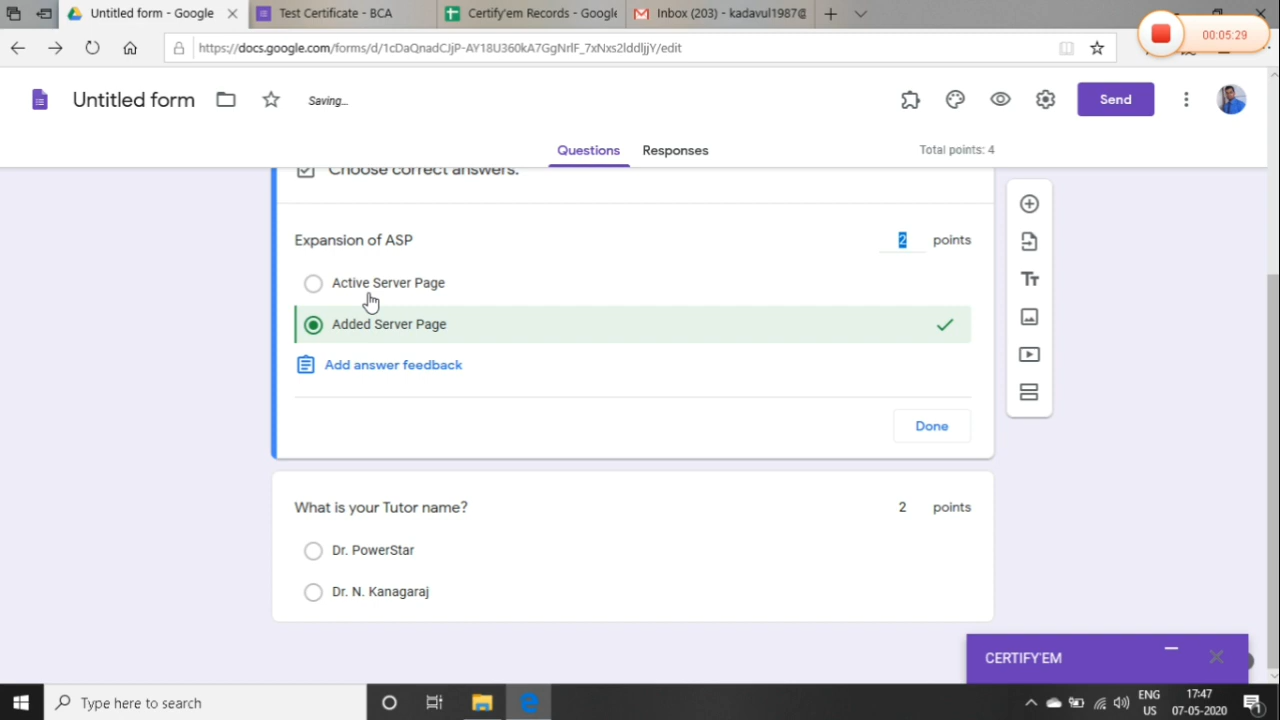 Untitled form - Google
Test Certificate - BCA
Certify'em Records - Google
Inbox (203) - kadavul1987@
00:05:29
https://docs.google.com/forms/d/1cDaQnadCJjP-AY18U360kA7GgNrlF_7xNxs2lddljjY/edit
Untitled form
Saving...
Send
Questions
Responses
Total points: 4
Choose correct answers.
Expansion of ASP
2 points
Active Server Page
Added Server Page
Add answer feedback
Done
What is your Tutor name?
2 points
Dr. PowerStar
Dr. N. Kanagaraj
CERTIFY'EM
Type here to search
ENG
US
17:47
07-05-2020
1